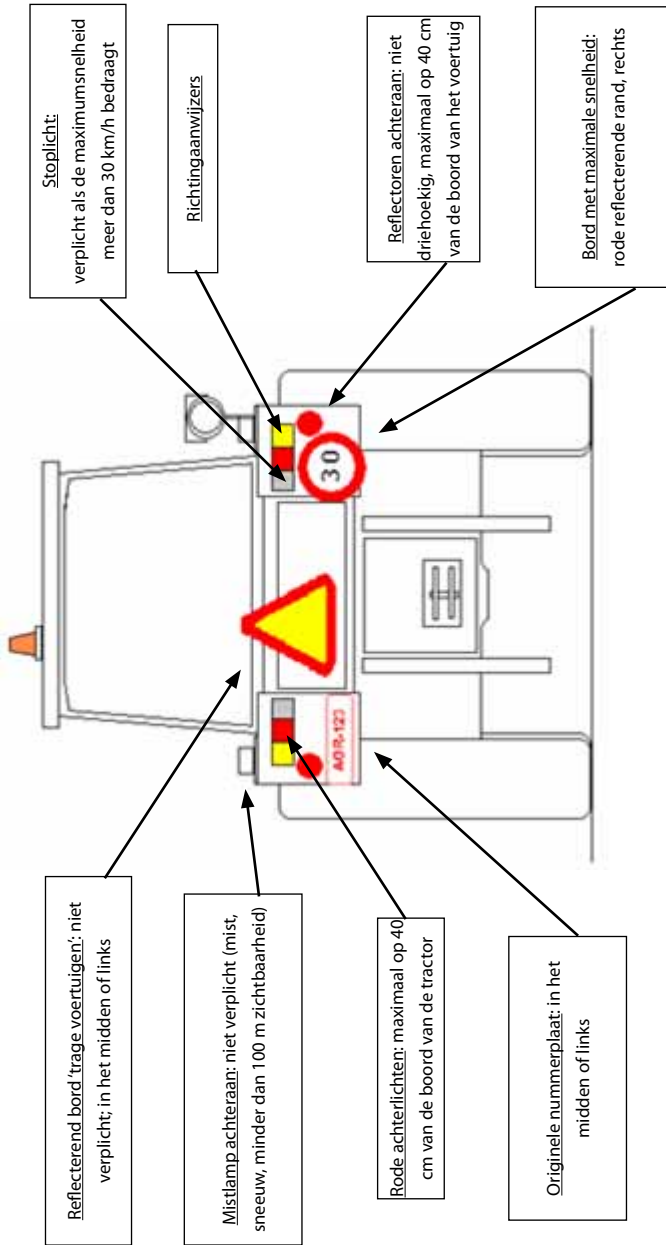 Reflecterend bord 'trage voertuigen': niet
verplicht; in het midden of links
Mistlamp achteraan: niet verplicht (mist,
sneeuw, minder dan 100 m zichtbaarheid)
Rode achterlichten: maximaal op 40
cm van de boord van de tractor
Originele nummerplaat: in het
midden of links
AGR-123
30
Stoplicht:
verplicht als de maximumsnelheid
meer dan 30 km/h bedraagt
Richtingaanwijzers
Reflectoren achteraan: niet
driehoekig, maximaal op 40 cm
van de boord van het voertuig
Bord met maximale snelheid:
rode reflecterende rand, rechts